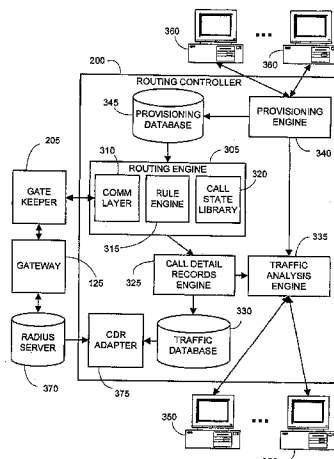 360
360
200
ROUTING CONTROLLER
345
PROVISIONING
DATABASE
PROVISIONING
ENGINE
340
310
305
ROUTING ENGINE
320
205
COMM
LAYER
RULE
ENGINE
CALL
STATE
LIBRARY
GATE
KEEPER
315
335
CALL DETAIL
RECORDS
ENGINE
TRAFFIC
ANALYSIS
ENGINE
GATEWAY
125
325
330
RADIUS
SERVER
CDR
ADAPTER
TRAFFIC
DATABASE
370
375
350